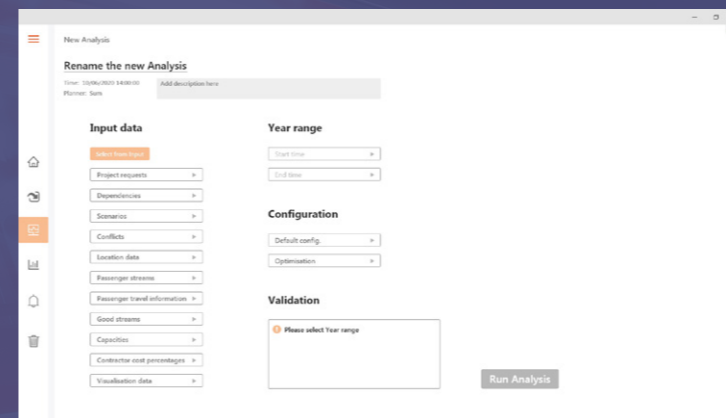 New Analysis
Rename the new Analysis
Time: 10/06/2020 14:00:00
Planner: Sam
Add description here
Input data
Select from Input
Project requests
Dependencies
Scenarios
Conflicts
Location data
Passenger streams
Passenger travel information
Good streams
Capacities
Contractor cost percentages
Visualisation data
Year range
Start time
End time
Configuration
Default config.
Optimisation
Validation
Please select Year range
Run Analysis